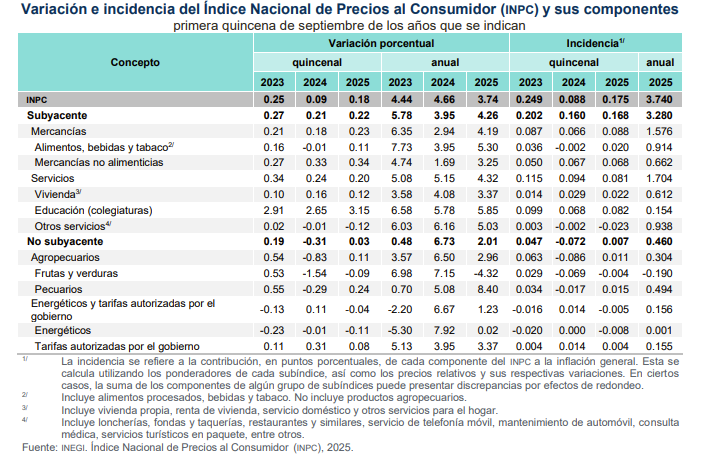 Variación e incidencia del Índice Nacional de Precios al Consumidor (INPC) y sus componentes
primera quincena de septiembre de los años que se indican
Concepto Variación porcentual Incidencia1/
quincenal anual quincenal anual
2023 2024 2025 2023 2024 2025 2023 2024 2025 2025
INPC 0.25 0.09 0.18 4.44 4.66 3.74 0.249 0.088 0.175 3.740
Subyacente 0.27 0.21 0.22 5.78 3.95 4.26 0.202 0.160 0.168 3.280
Mercancías 0.21 0.18 0.23 6.35 2.94 4.19 0.087 0.066 0.088 1.576
Alimentos, bebidas y tabaco2/ 0.16 -0.01 0.11 7.73 3.95 5.30 0.036 -0.002 0.020 0.914
Mercancías no alimenticias 0.27 0.33 0.34 4.74 1.69 3.25 0.050 0.067 0.068 0.662
Servicios 0.34 0.24 0.20 5.08 5.15 4.32 0.115 0.094 0.081 1.704
Vivienda3/ 0.10 0.16 0.12 3.58 4.08 3.37 0.014 0.029 0.022 0.612
Educación (colegiaturas) 2.91 2.65 3.15 6.58 5.78 5.85 0.099 0.068 0.082 0.154
Otros servicios4/ 0.02 -0.01 -0.12 6.03 6.16 5.03 0.003 -0.002 -0.023 0.938
No subyacente 0.19 -0.31 0.03 0.48 6.73 2.01 0.047 -0.072 0.007 0.460
Agropecuarios 0.54 -0.83 0.11 3.57 6.50 2.96 0.063 -0.086 0.011 0.304
Frutas y verduras 0.53 -1.54 -0.09 6.98 7.15 -4.32 0.029 -0.069 -0.004 -0.190
Pecuarios 0.55 -0.29 0.24 0.70 5.08 8.40 0.034 -0.017 0.015 0.494
Energéticos y tarifas autorizadas por el
gobierno -0.13 0.11 -0.04 -2.20 6.67 1.23 -0.016 0.014 -0.005 0.156
Energéticos -0.23 -0.01 -0.11 -5.30 7.92 0.02 -0.020 0.000 -0.008 0.001
Tarifas autorizadas por el gobierno 0.11 0.31 0.08 5.13 3.95 3.37 0.004 0.014 0.004 0.155
1/ La incidencia se refiere a la contribución, en puntos porcentuales, de cada componente del INPC a la inflación general. Esta se
calcula utilizando los ponderadores de cada subíndice, así como los precios relativos y sus respectivas variaciones. En ciertos
casos, la suma de los componentes de algún grupo de subíndices puede presentar discrepancias por efectos de redondeo.
2/ Incluye alimentos procesados, bebidas y tabaco. No incluye productos agropecuarios.
3/ Incluye vivienda propia, renta de vivienda, servicio doméstico y otros servicios para el hogar.
4/ Incluye loncherías, fondas y taquerías, restaurantes y similares, servicio de telefonía móvil, mantenimiento de automóvil, consulta
médica, servicios turísticos en paquete, entre otros.
Fuente: INEGI. Índice Nacional de Precios al Consumidor (INPC), 2025.